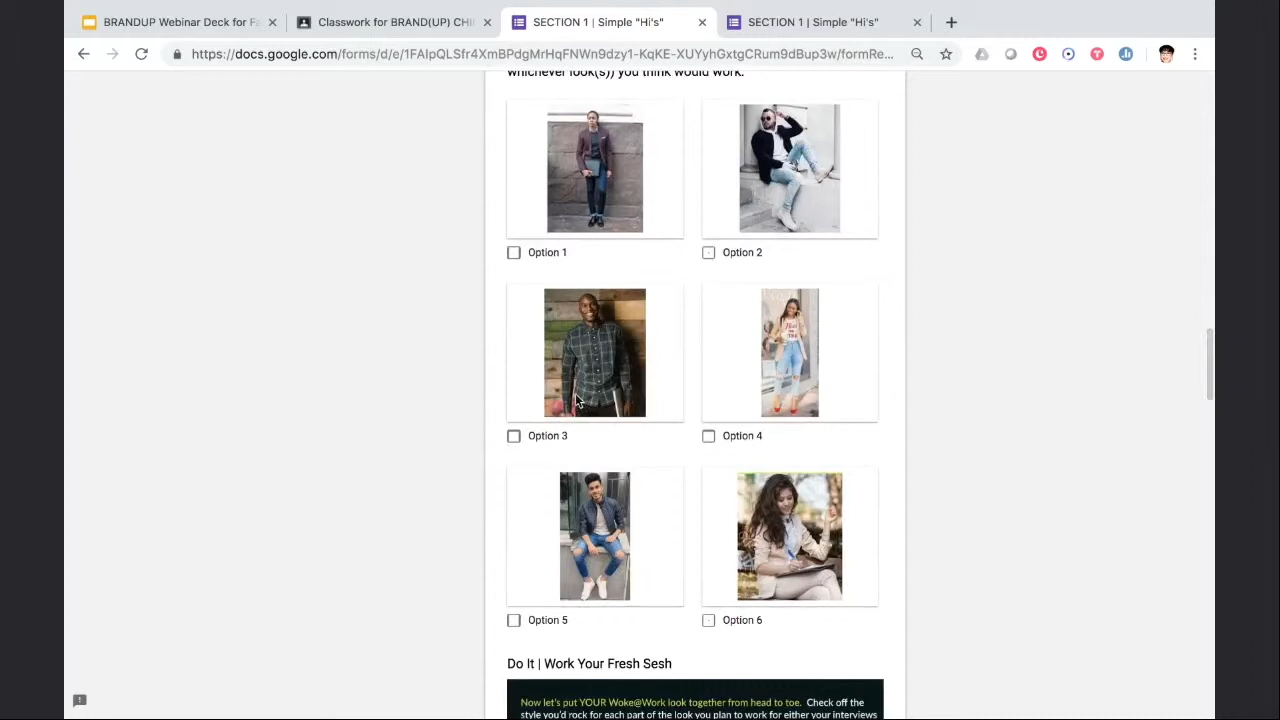 BRANDUP Webinar Deck for Fa
Classwork for BRAND(UP) CHI
SECTION 1 | Simple "Hi's"
SECTION 1 | Simple "Hi's"
https://docs.google.com/forms/d/e/1FAIpQLSfr4XmBPdgMrHqFNWn9dzy1-KqKE-XUYyhGxtgCRum9dBup3w/formRe...
whichever look(s)) you think would work.
Option 1
Option 2
Option 3
Option 4
Option 5
Option 6
Do It | Work Your Fresh Sesh
Now let's put YOUR Woke@Work look together from head to toe. Check off the
style you'd rock for each part of the look you plan to work for either your interviews